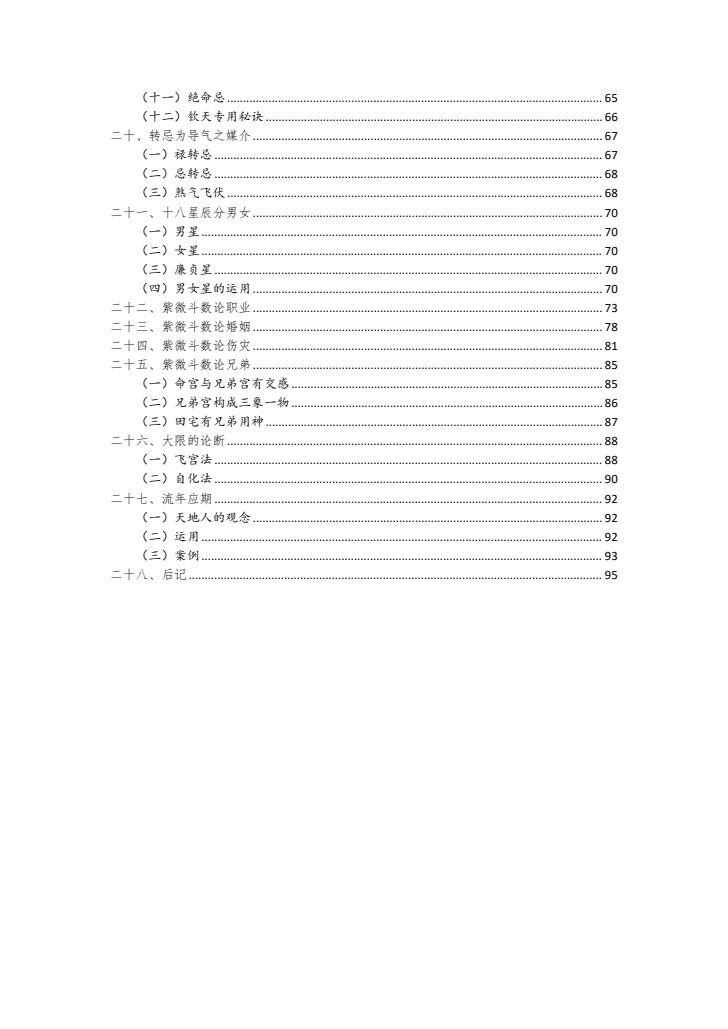 （十一）绝命忌 65
（十二）钦天专用秘诀 66
二十、转忌为导气之媒介 67
（一）禄转忌 67
（二）忌转忌 68
（三）煞气飞伏 68
二十一、十八星辰分男女 70
（一）男星 70
（二）女星 70
（三）廉贞星 70
（四）男女星的运用 70
二十二、紫微斗数论职业 73
二十三、紫微斗数论婚姻 78
二十四、紫微斗数论伤灾 81
二十五、紫微斗数论兄弟 85
（一）命宫与兄弟宫有交感 85
（二）兄弟宫构成三象一物 86
（三）田宅有兄弟用神 87
二十六、大限的论断 88
（一）飞宫法 88
（二）自化法 90
二十七、流年应期 92
（一）天地人的观念 92
（二）运用 92
（三）案例 93
二十八、后记 95